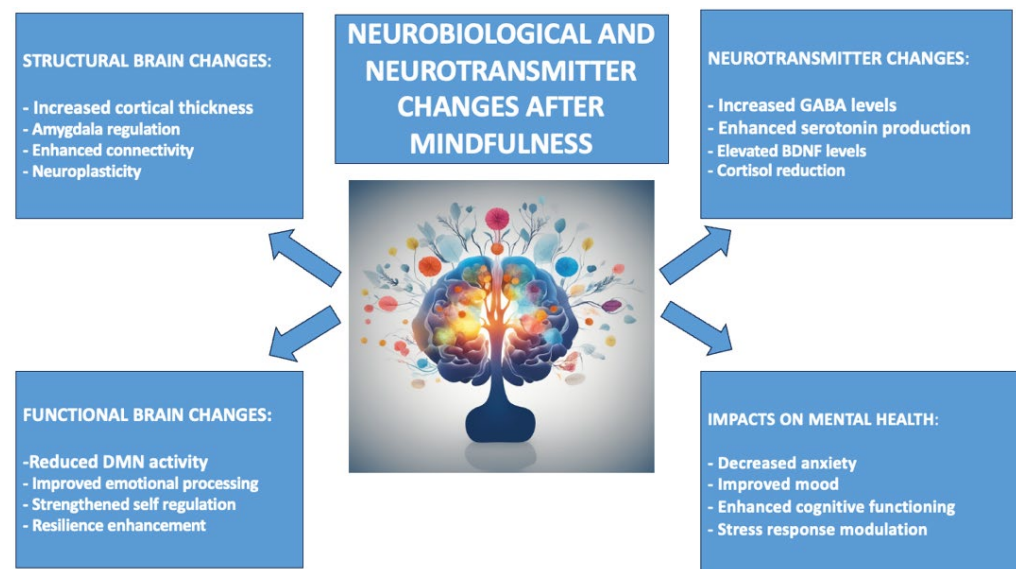 NEUROBIOLOGICAL AND
NEUROTRANSMITTER
CHANGES AFTER
MINDFULNESS
STRUCTURAL BRAIN CHANGES:
- Increased cortical thickness
- Amygdala regulation
- Enhanced connectivity
- Neuroplasticity
NEUROTRANSMITTER CHANGES:
- Increased GABA levels
- Enhanced serotonin production
- Elevated BDNF levels
- Cortisol reduction
FUNCTIONAL BRAIN CHANGES:
-Reduced DMN activity
- Improved emotional processing
- Strengthened self regulation
- Resilience enhancement
IMPACTS ON MENTAL HEALTH:
- Decreased anxiety
- Improved mood
- Enhanced cognitive functioning
- Stress response modulation